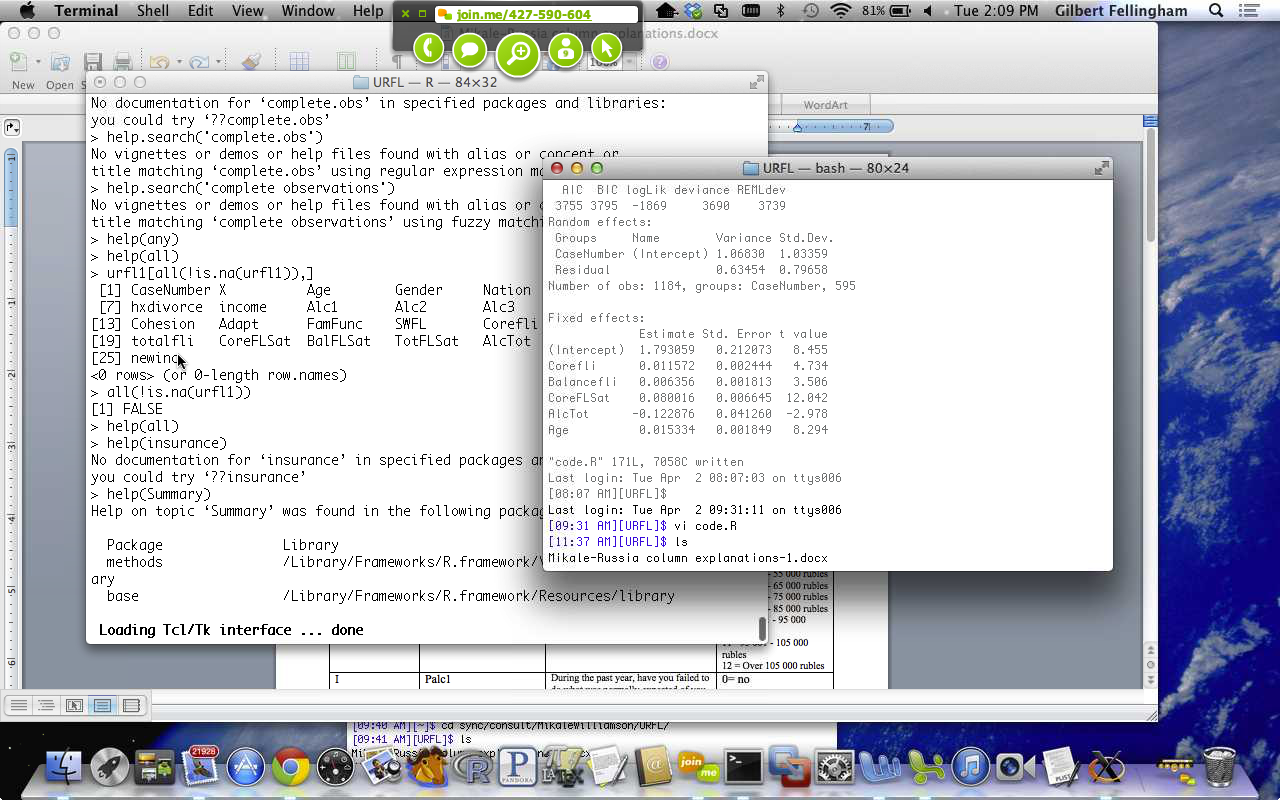 Terminal Shell Edit View Window Help
join.me/427-590-604
81% Tue 2:09 PM Gilbert Fellingham
explanations.docx
New Open S
WordArt
URFL — R — 84×32
No documentation for ‘complete.obs’ in specified packages and libraries:
you could try ‘??complete.obs’
> help.search('complete.obs')
No vignettes or demos or help files found with alias or concept or
title matching ‘complete.obs’ using regular expression ma
> help.search('complete observations')
No vignettes or demos or help files found with alias or c
title matching ‘complete observations’ using fuzzy matchi
> help(any)
> help(all)
> urfl1[all(!is.na(urfl1)),]
[1] CaseNumber X Age Gender Nation
[7] hxdivorce income Alc1 Alc2 Alc3
[13] Cohesion Adapt FamFunc SWFL Corefli
[19] totalfli CoreFLSat BalFLSat TotFLSat AlcTot
[25] newinc
<0 rows> (or 0-length row.names)
> all(!is.na(urfl1))
[1] FALSE
> help(all)
> help(insurance)
No documentation for ‘insurance’ in specified packages an
you could try ‘??insurance’
> help(Summary)
Help on topic ‘Summary’ was found in the following packag
Package Library
methods /Library/Frameworks/R.framework/
ary
base /Library/Frameworks/R.framework/Resources/library
Loading Tcl/Tk interface ... done
URFL — bash — 80×24
AIC BIC logLik deviance REMLdev
3755 3795 -1869 3690 3739
Random effects:
Groups Name Variance Std.Dev.
CaseNumber (Intercept) 1.06830 1.03359
Residual 0.63454 0.79658
Number of obs: 1184, groups: CaseNumber, 595
Fixed effects:
Estimate Std. Error t value
(Intercept) 1.793059 0.212073 8.455
Corefli 0.011572 0.002444 4.734
Balancefli 0.006356 0.001813 3.506
CoreFLSat 0.080016 0.006645 12.042
AlcTot -0.122876 0.041260 -2.978
Age 0.015334 0.001849 8.294
"code.R" 171L, 7058C written
Last login: Tue Apr 2 08:07:03 on ttys006
[08:07 AM][URFL]$
Last login: Tue Apr 2 09:31:11 on ttys006
[09:31 AM][URFL]$ vi code.R
[11:37 AM][URFL]$ ls
Mikale-Russia column explanations-1.docx
- 55 000 rubles
- 65 000 rubles
- 75 000 rubles
- 85 000 rubles
- 95 000
- 105 000
rubles
12 = Over 105 000 rubles
I Palc1 During the past year, have you failed to 0= no
[09:40 AM][~]$ cd sync/consult/MikaleWilliamson/URFL/
[09:41 AM][URFL]$ ls
21928
PANDORA
LATEX
join me
PLIST